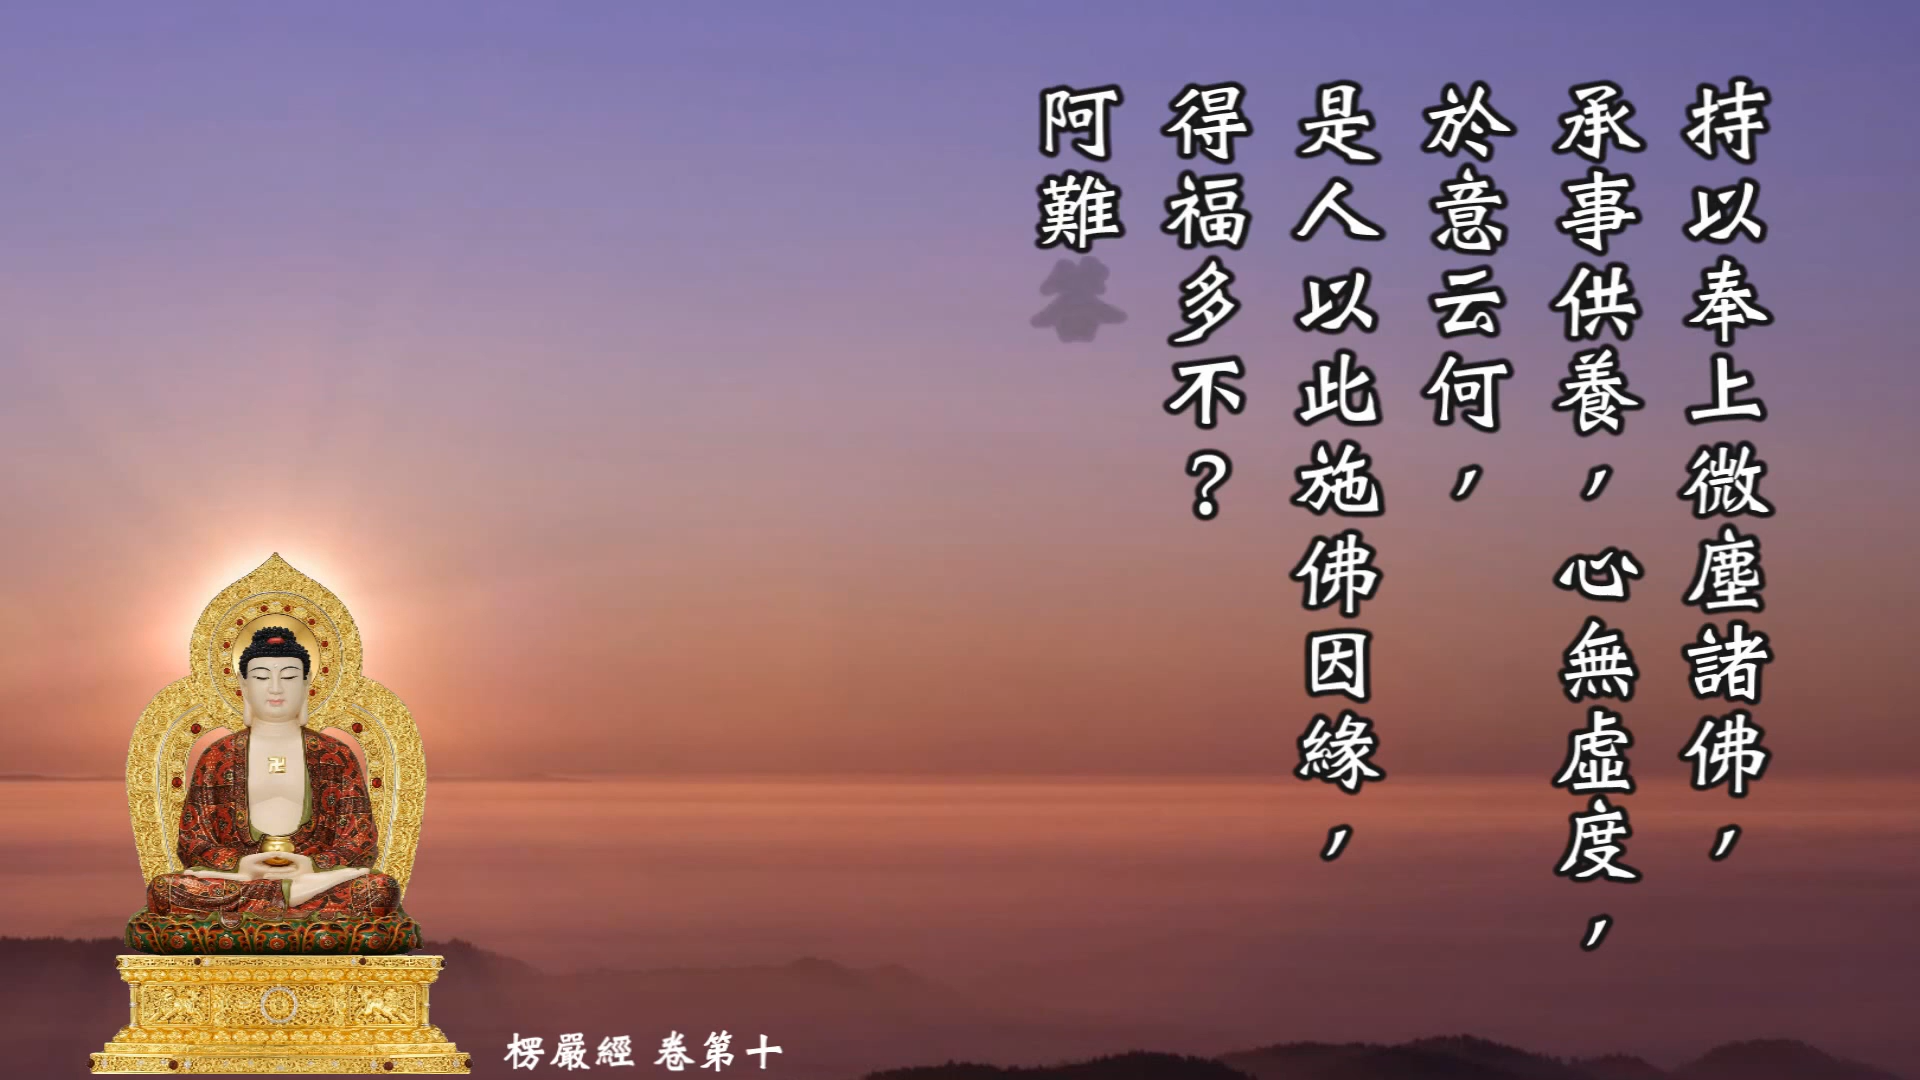 持以奉上微塵諸佛，
承事供養，心無虛度，
於意云何，
是人以此施佛因緣，
得福多不？
阿難
楞嚴經 卷第十